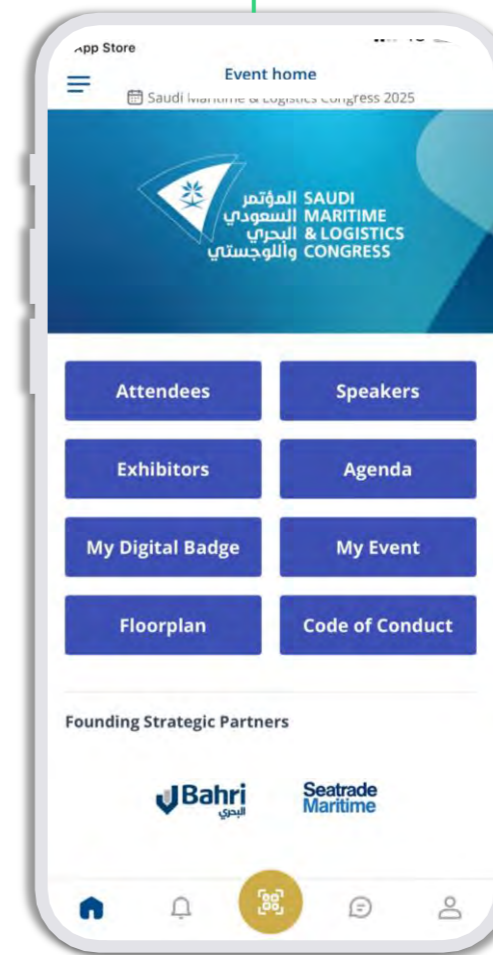 App Store
Event home
Saudi Maritime & Logistics Congress 2025
المؤتمر SAUDI
السعودي MARITIME
البحري & LOGISTICS
واللوجستي CONGRESS
Attendees
Speakers
Exhibitors
Agenda
My Digital Badge
My Event
Floorplan
Code of Conduct
Founding Strategic Partners
Bahri
البحري
Seatrade
Maritime